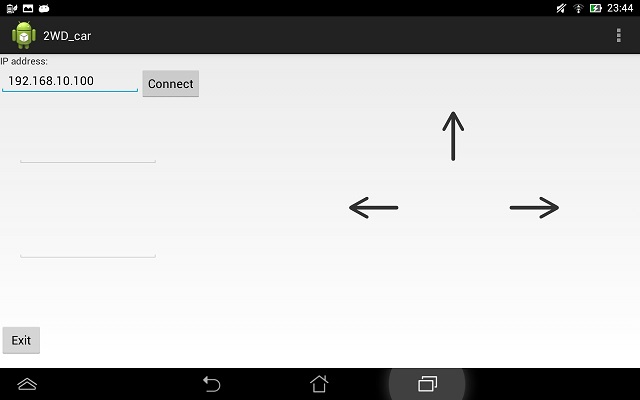 23:44
2WD_car
IP address:
192.168.10.100
Connect
Exit